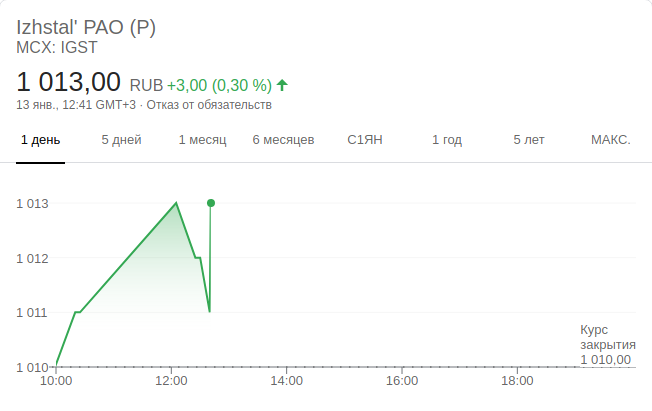 Izhstal' PAO (P)
MCX: IGST
1 013,00 RUB +3,00 (0,30 %)
13 янв., 12:41 GMT+3 · Отказ от обязательств
1 день 5 дней 1 месяц 6 месяцев С1ЯН 1 год 5 лет МАКС.
1 013
1 012
1 011
1 010
Курс
закрытия
1 010,00
10:00 12:00 14:00 16:00 18:00